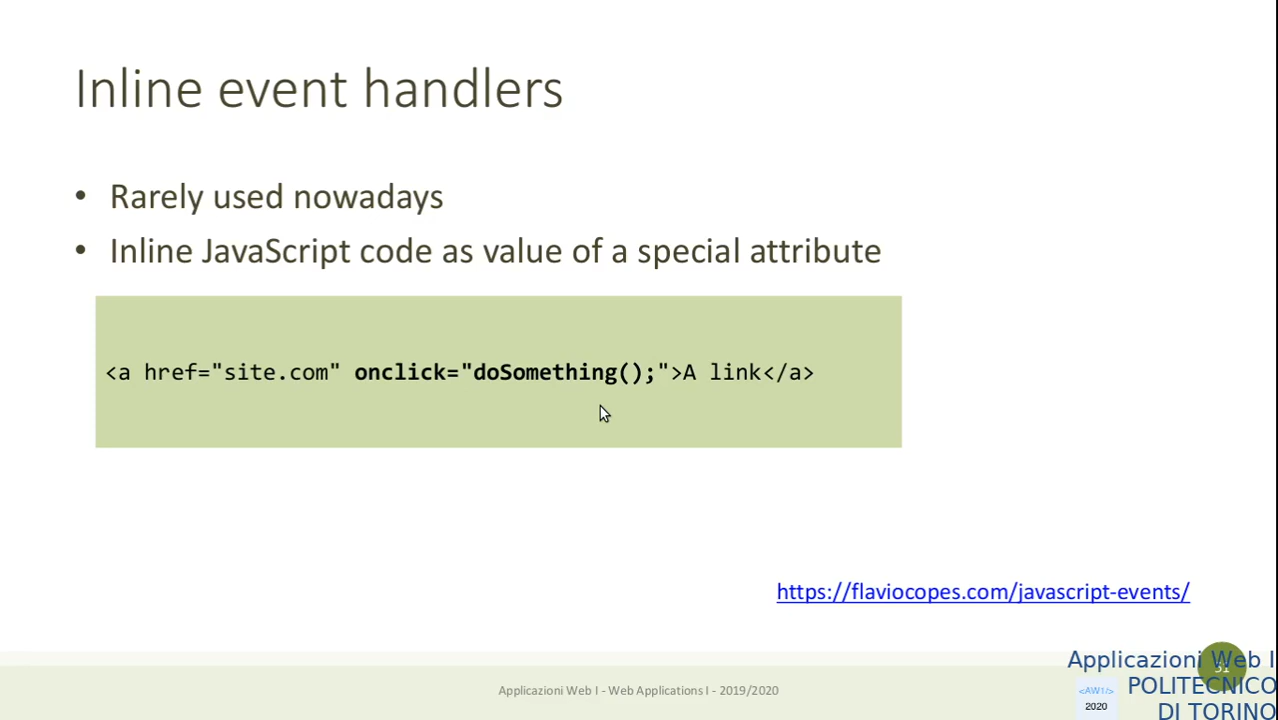 Inline event handlers
• Rarely used nowadays
• Inline JavaScript code as value of a special attribute
<a href="site.com" onclick="doSomething();">A link</a>
https://flaviocopes.com/javascript-events/
Applicazioni Web I - Web Applications I - 2019/2020
Applicazioni Web I
POLITECNICO
DI TORINO
<AW1/>
2020